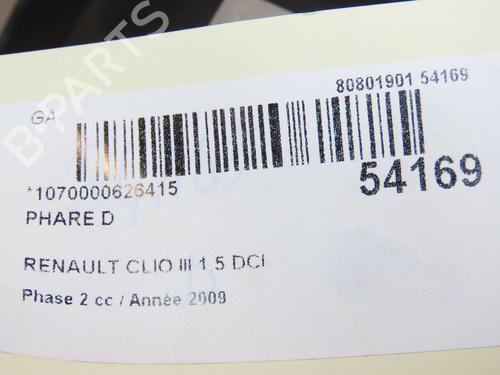 80801901 54169
GA
*1070000626415
54169
PHARE D
RENAULT CLIO III 1.5 DCI
Phase 2 cc / Année 2009
B-PARTS